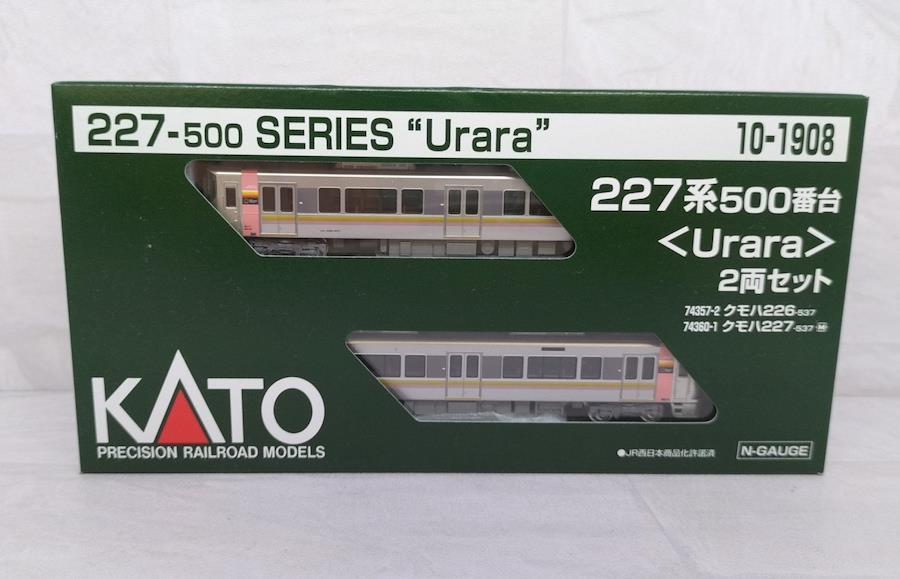 227-500 SERIES “Urara”
10-1908
227系500番台
＜Urara＞
2両セット
74357-2 クモハ226-537
74360-1 クモハ227-537 M
KATO
PRECISION RAILROAD MODELS
●JR西日本商品化許諾済
N-GAUGE